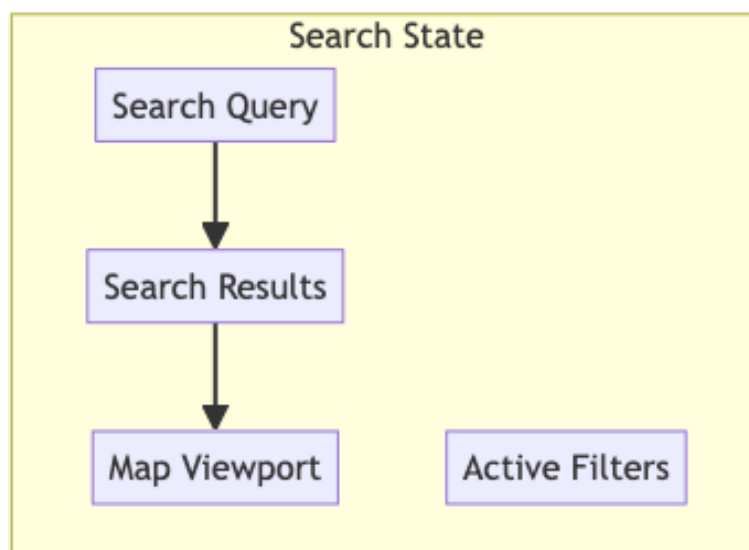 Search State
Search Query
Search Results
Map Viewport
Active Filters